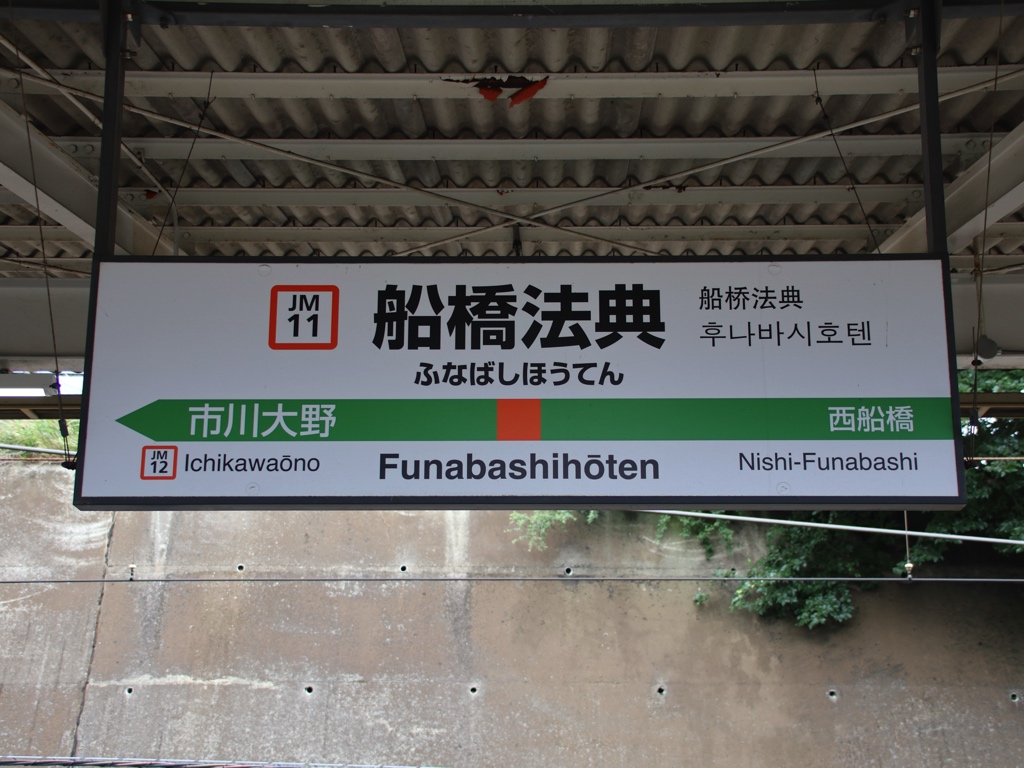 JM
11
船橋法典
船桥法典
후나바시호텐
ふなばしほうてん
市川大野
西船橋
JM
12
Ichikawaōno
Funabashihōten
Nishi-Funabashi